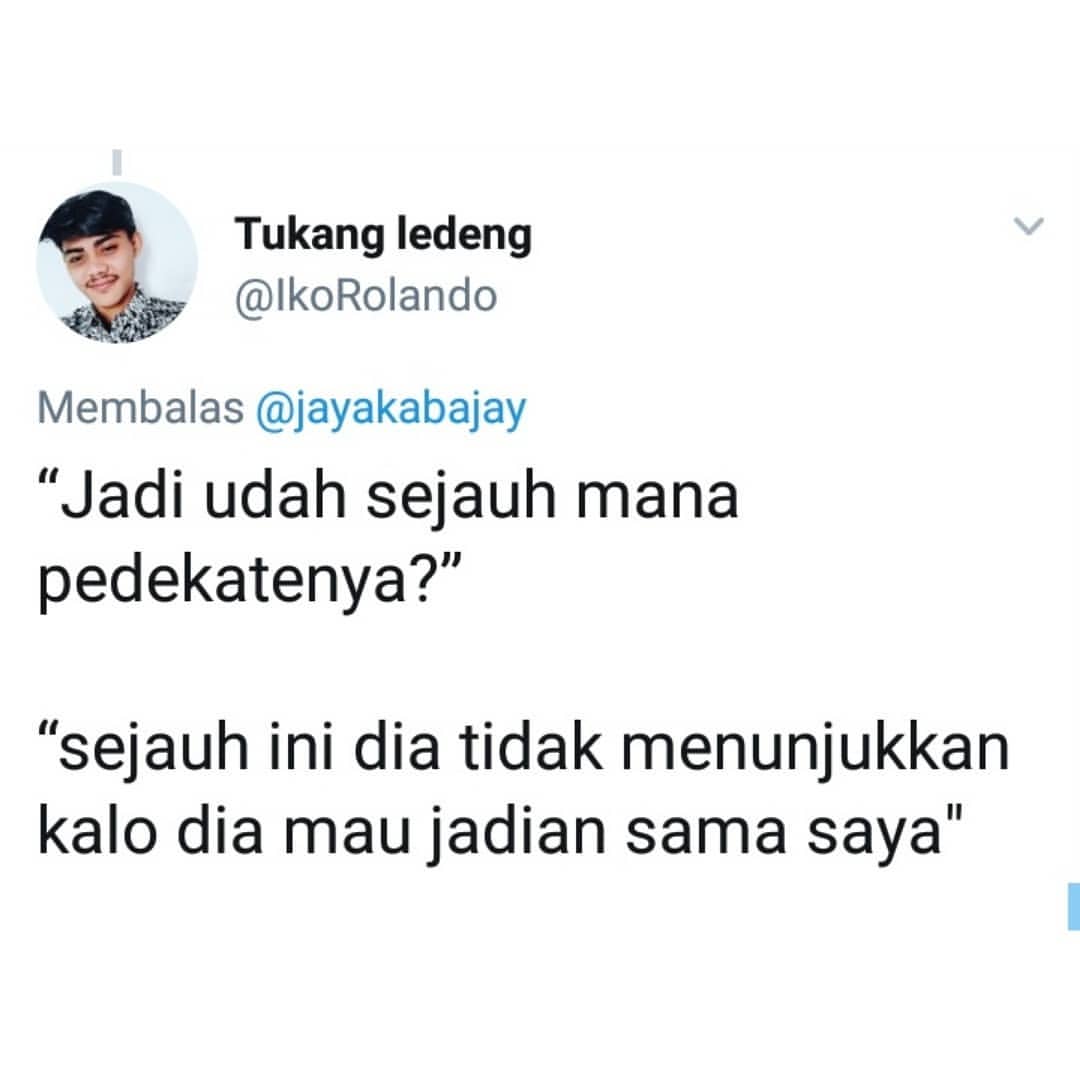 Tukang ledeng
@IkoRolando
Membalas @jayakabajay
“Jadi udah sejauh mana
pedekatenya?”
“sejauh ini dia tidak menunjukkan
kalo dia mau jadian sama saya"